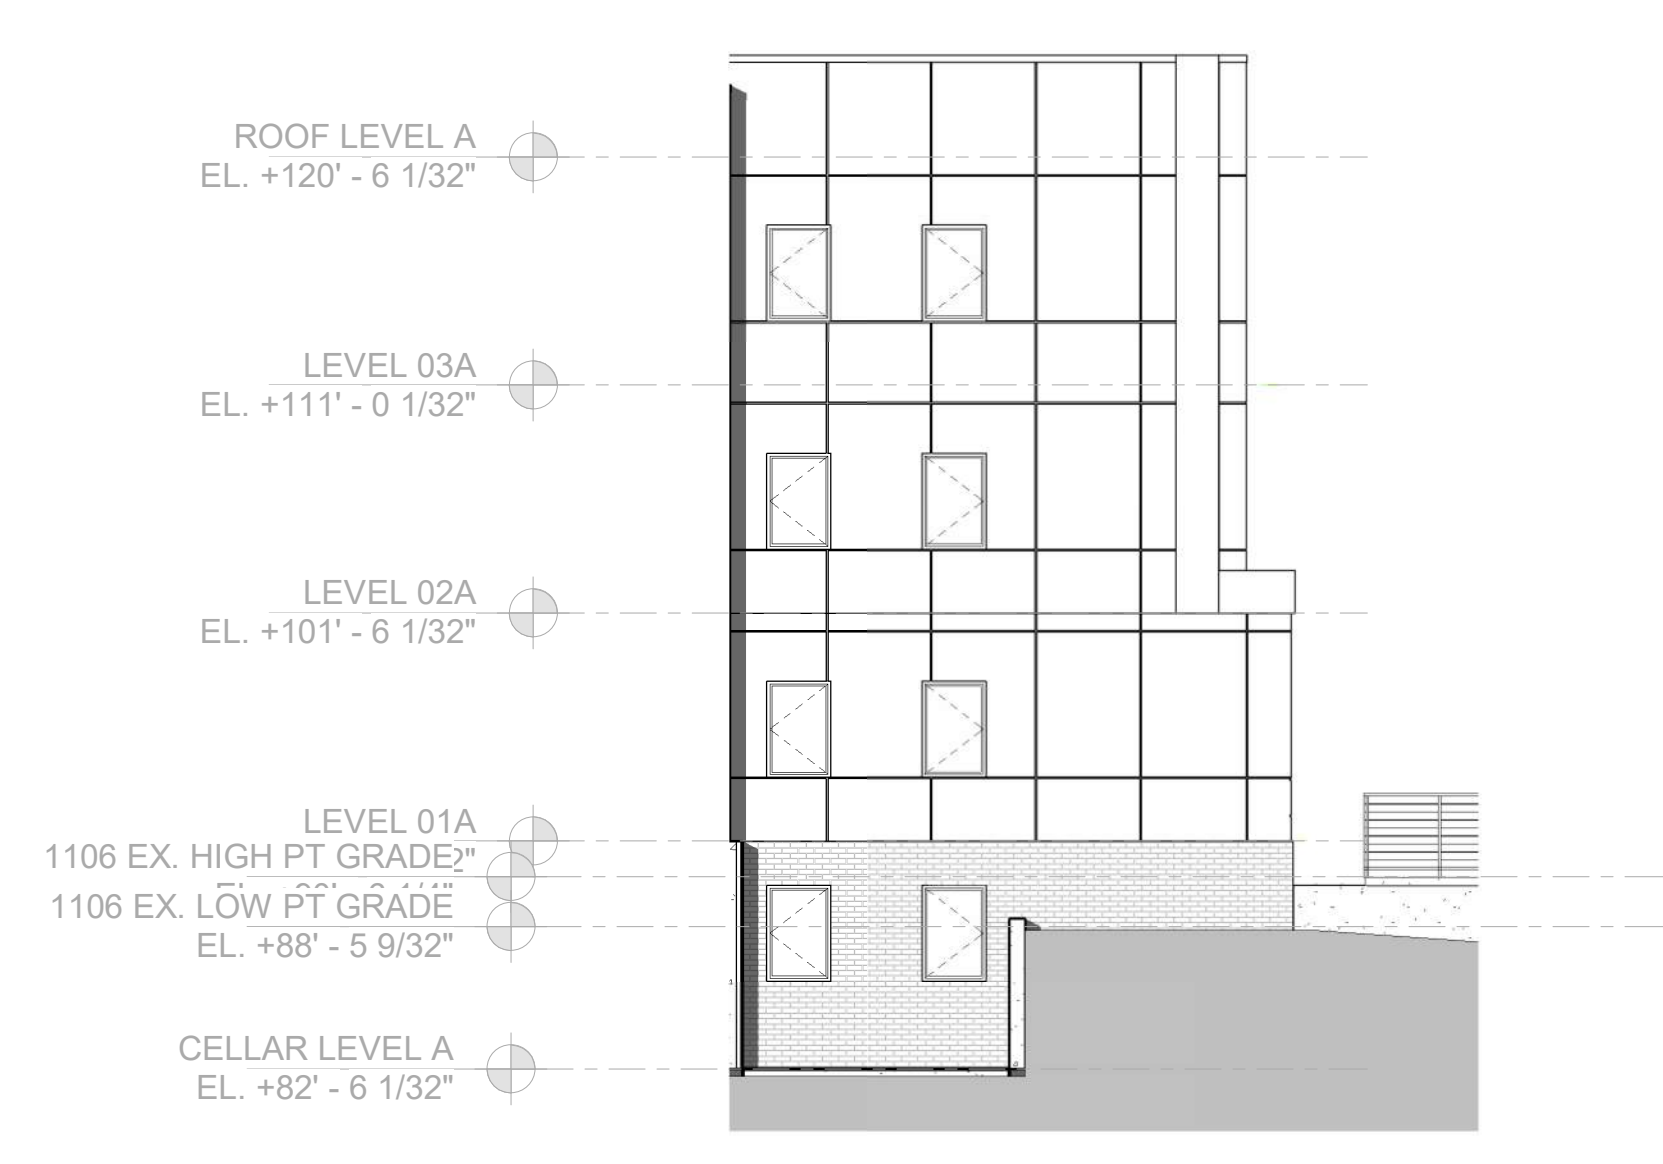 ROOF LEVEL A
EL. +120' - 6 1/32"
LEVEL 03A
EL. +111' - 0 1/32"
LEVEL 02A
EL. +101' - 6 1/32"
LEVEL 01A
1106 EX. HIGH PT GRADE 2"
1106 EX. LOW PT GRADE
EL. +88' - 5 9/32"
CELLAR LEVEL A
EL. +82' - 6 1/32"